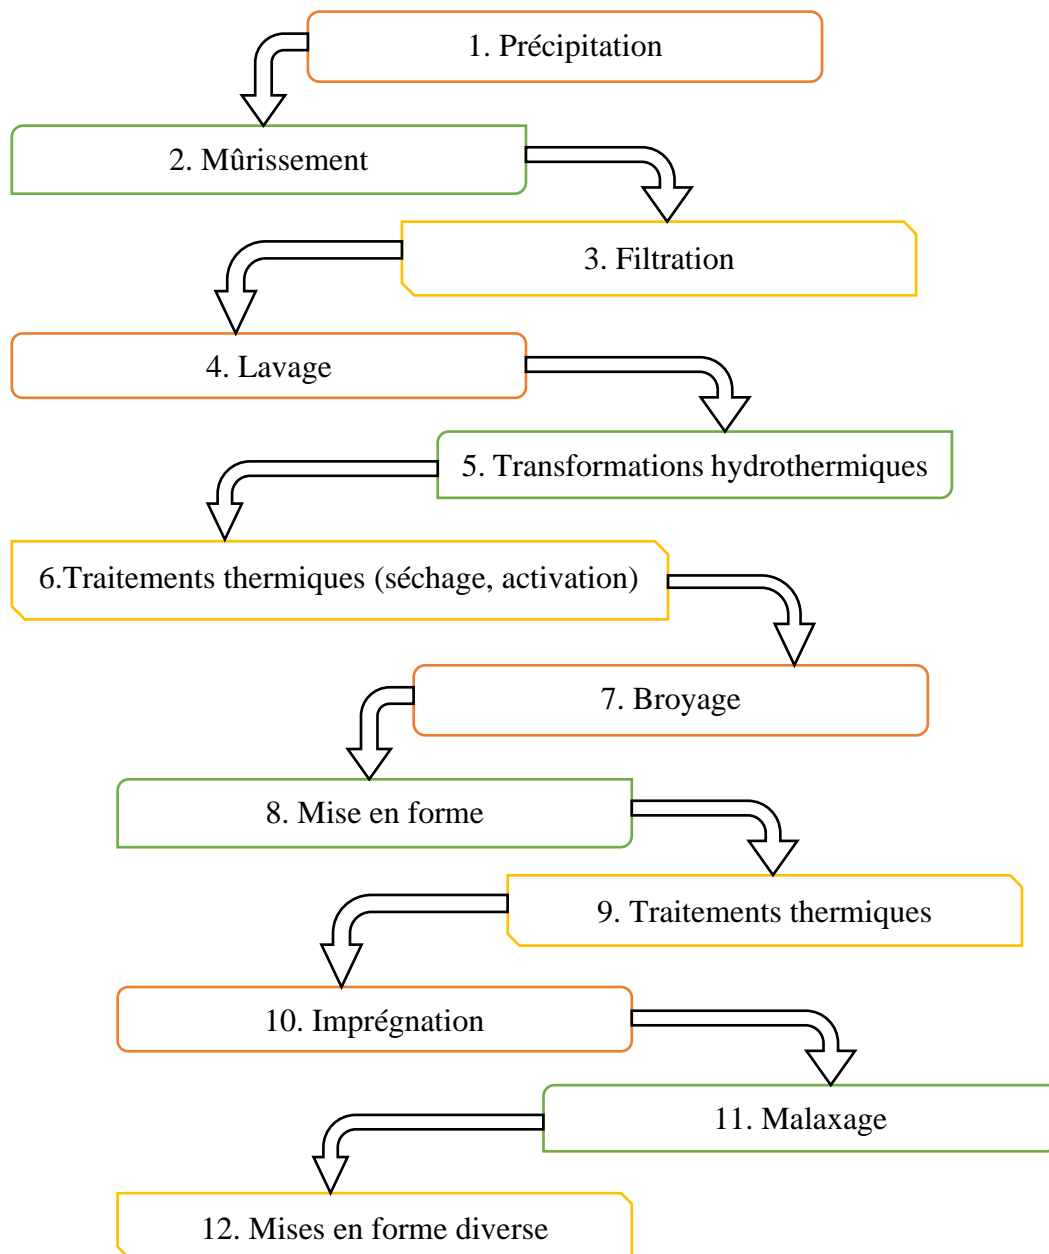 1. Précipitation
2. Mûrissement
3. Filtration
4. Lavage
5. Transformations hydrothermiques
6.Traitements thermiques (séchage, activation)
7. Broyage
8. Mise en forme
9. Traitements thermiques
10. Imprégnation
11. Malaxage
12. Mises en forme diverse